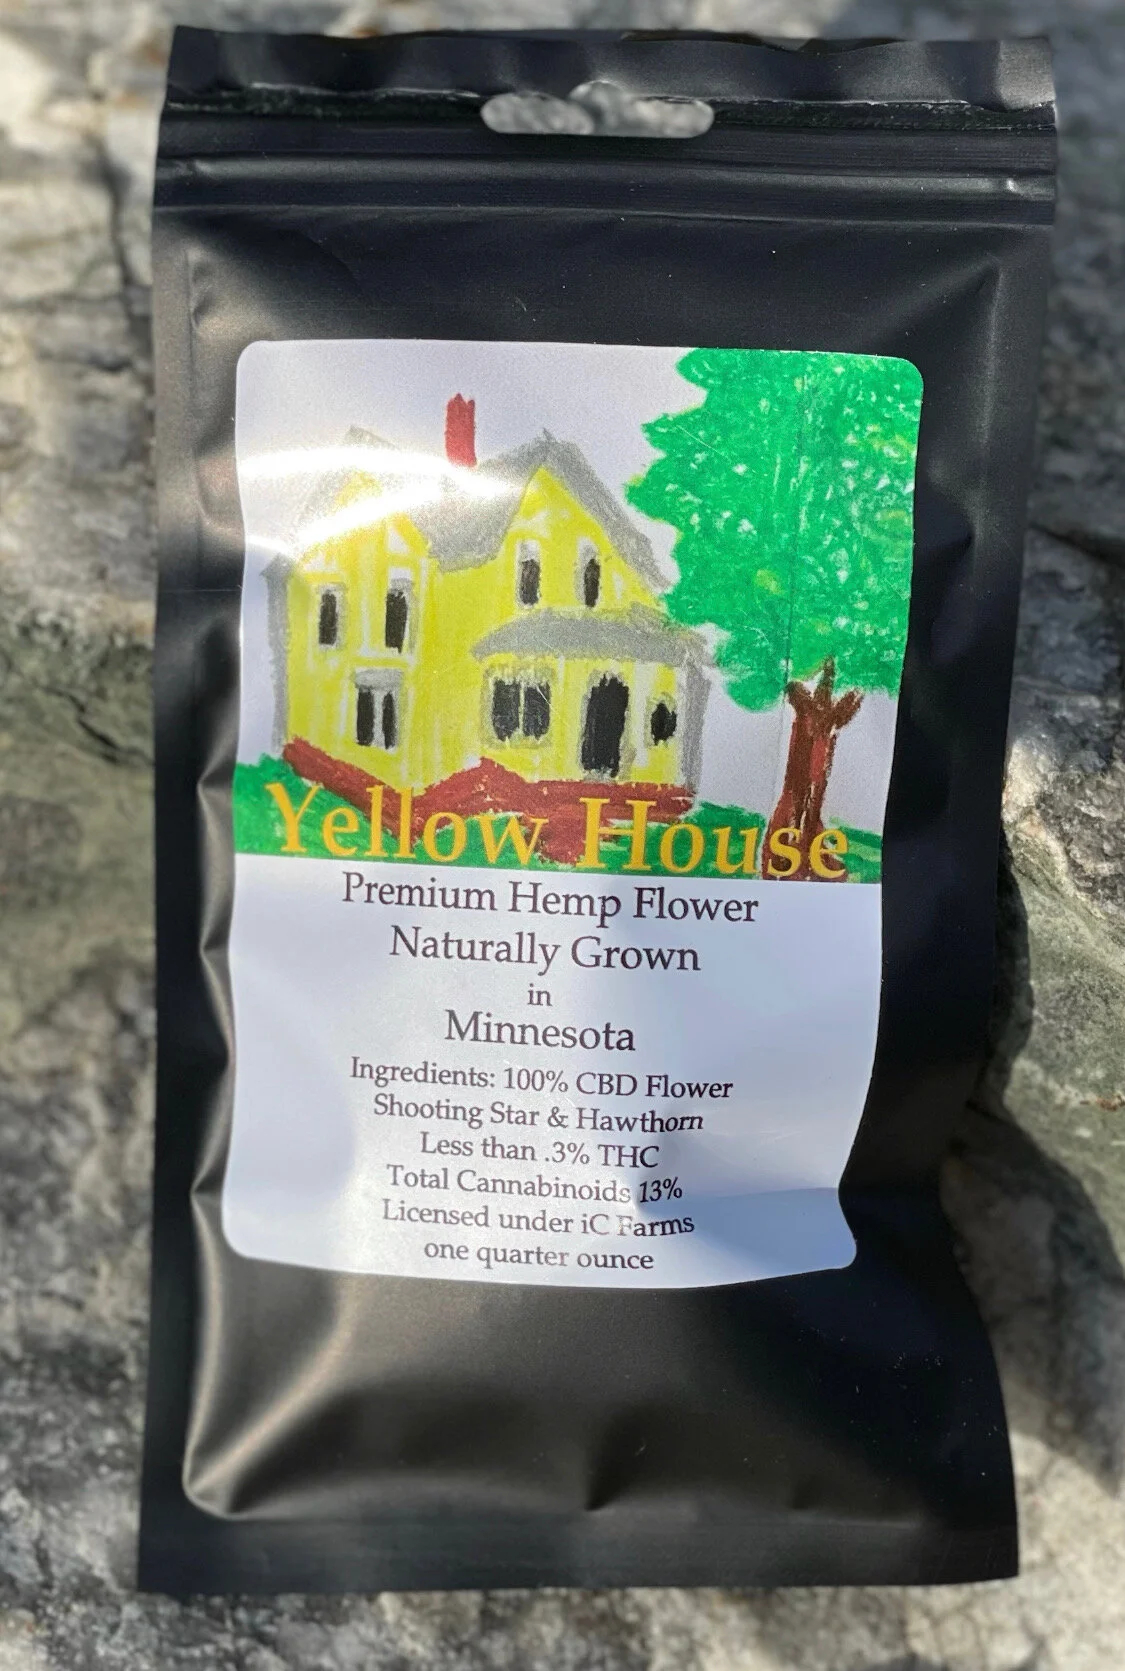 Yellow House
Premium Hemp Flower
Naturally Grown
in
Minnesota
Ingredients: 100% CBD Flower
Shooting Star & Hawthorn
Less than .3% THC
Total Cannabinoids 13%
Licensed under iC Farms
one quarter ounce